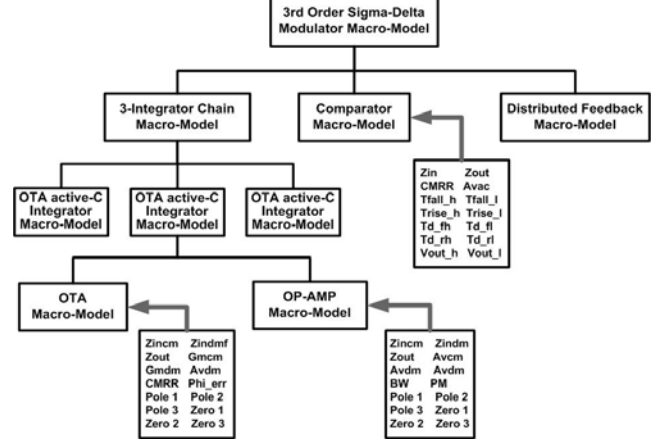 3rd Order Sigma-Delta
Modulator Macro-Model
3-Integrator Chain
Macro-Model
Comparator
Macro-Model
Distributed Feedback
Macro-Model
Zin Zout
CMRR Avac
Tfall_h Tfall_l
Trise_h Trise_l
Td_fh Td_fl
Td_rh Td_rl
Vout_h Vout_l
OTA active-C
Integrator
Macro-Model
OTA active-C
Integrator
Macro-Model
OTA active-C
Integrator
Macro-Model
OTA
Macro-Model
OP-AMP
Macro-Model
Zincm Zindmf
Zout Gmcm
Gmdm Avdm
CMRR Phi_err
Pole 1 Pole 2
Pole 3 Zero 1
Zero 2 Zero 3
Zincm Zindm
Zout Avcm
Avdm Avdm
BW PM
Pole 1 Pole 2
Pole 3 Zero 1
Zero 2 Zero 3